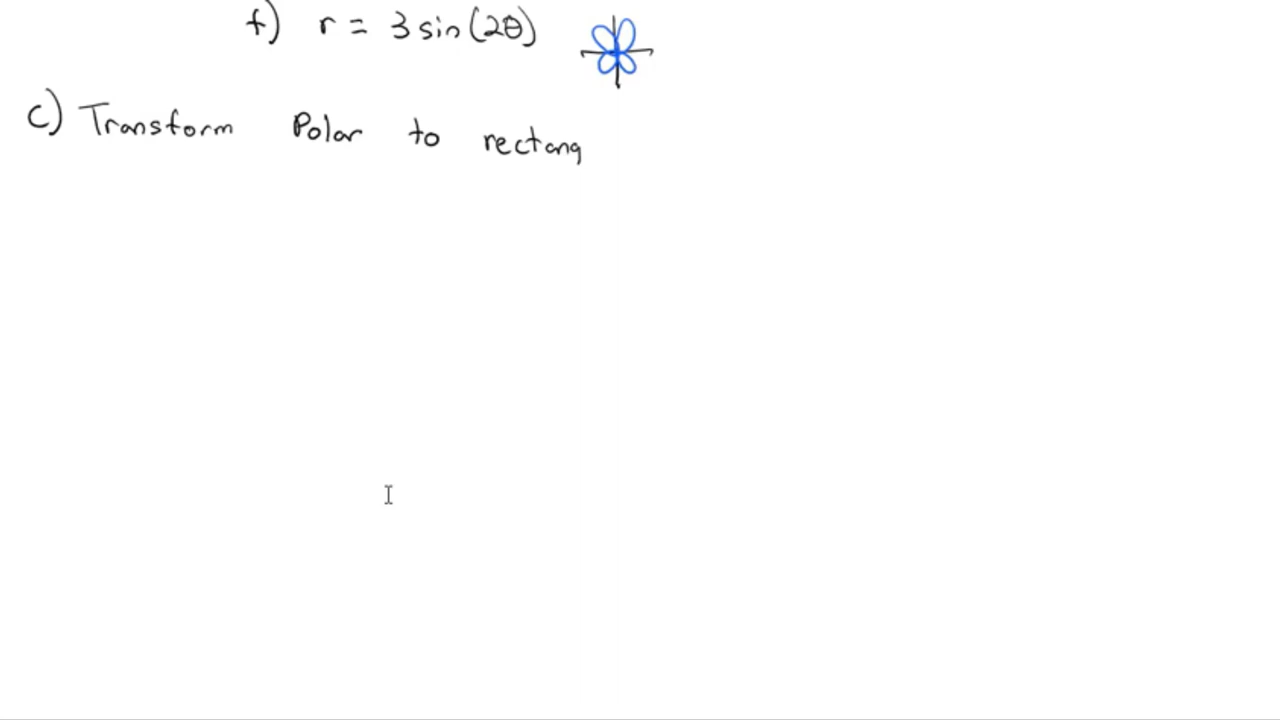 f) r = 3 sin(2θ)
c) Transform Polar to rectang